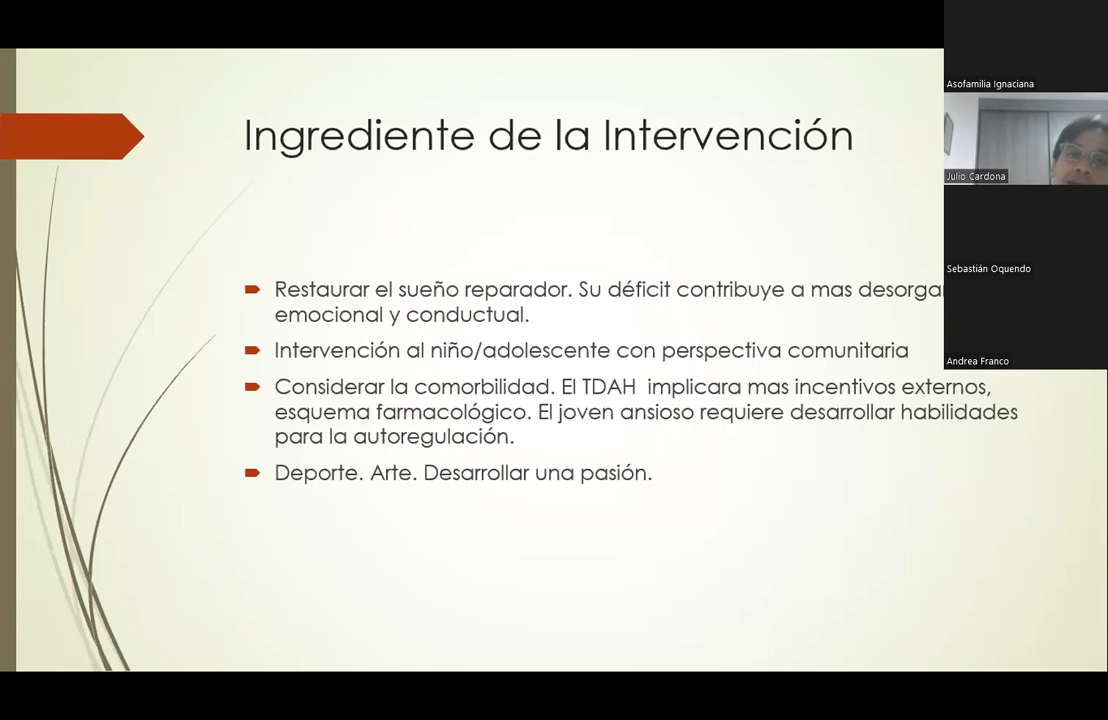 Ingrediente de la Intervención
Restaurar el sueño reparador. Su déficit contribuye a mas
emocional y conductual.
Intervención al niño/adolescente con perspectiva comunitaria
Considerar la comorbilidad. El TDAH implicara mas incentivos externos,
esquema farmacológico. El joven ansioso requiere desarrollar habilidades
para la autoregulación.
Deporte. Arte. Desarrollar una pasión.
Asofamilia Ignaciana
Julio Cardona
Sebastián Oquendo
Andrea Franco